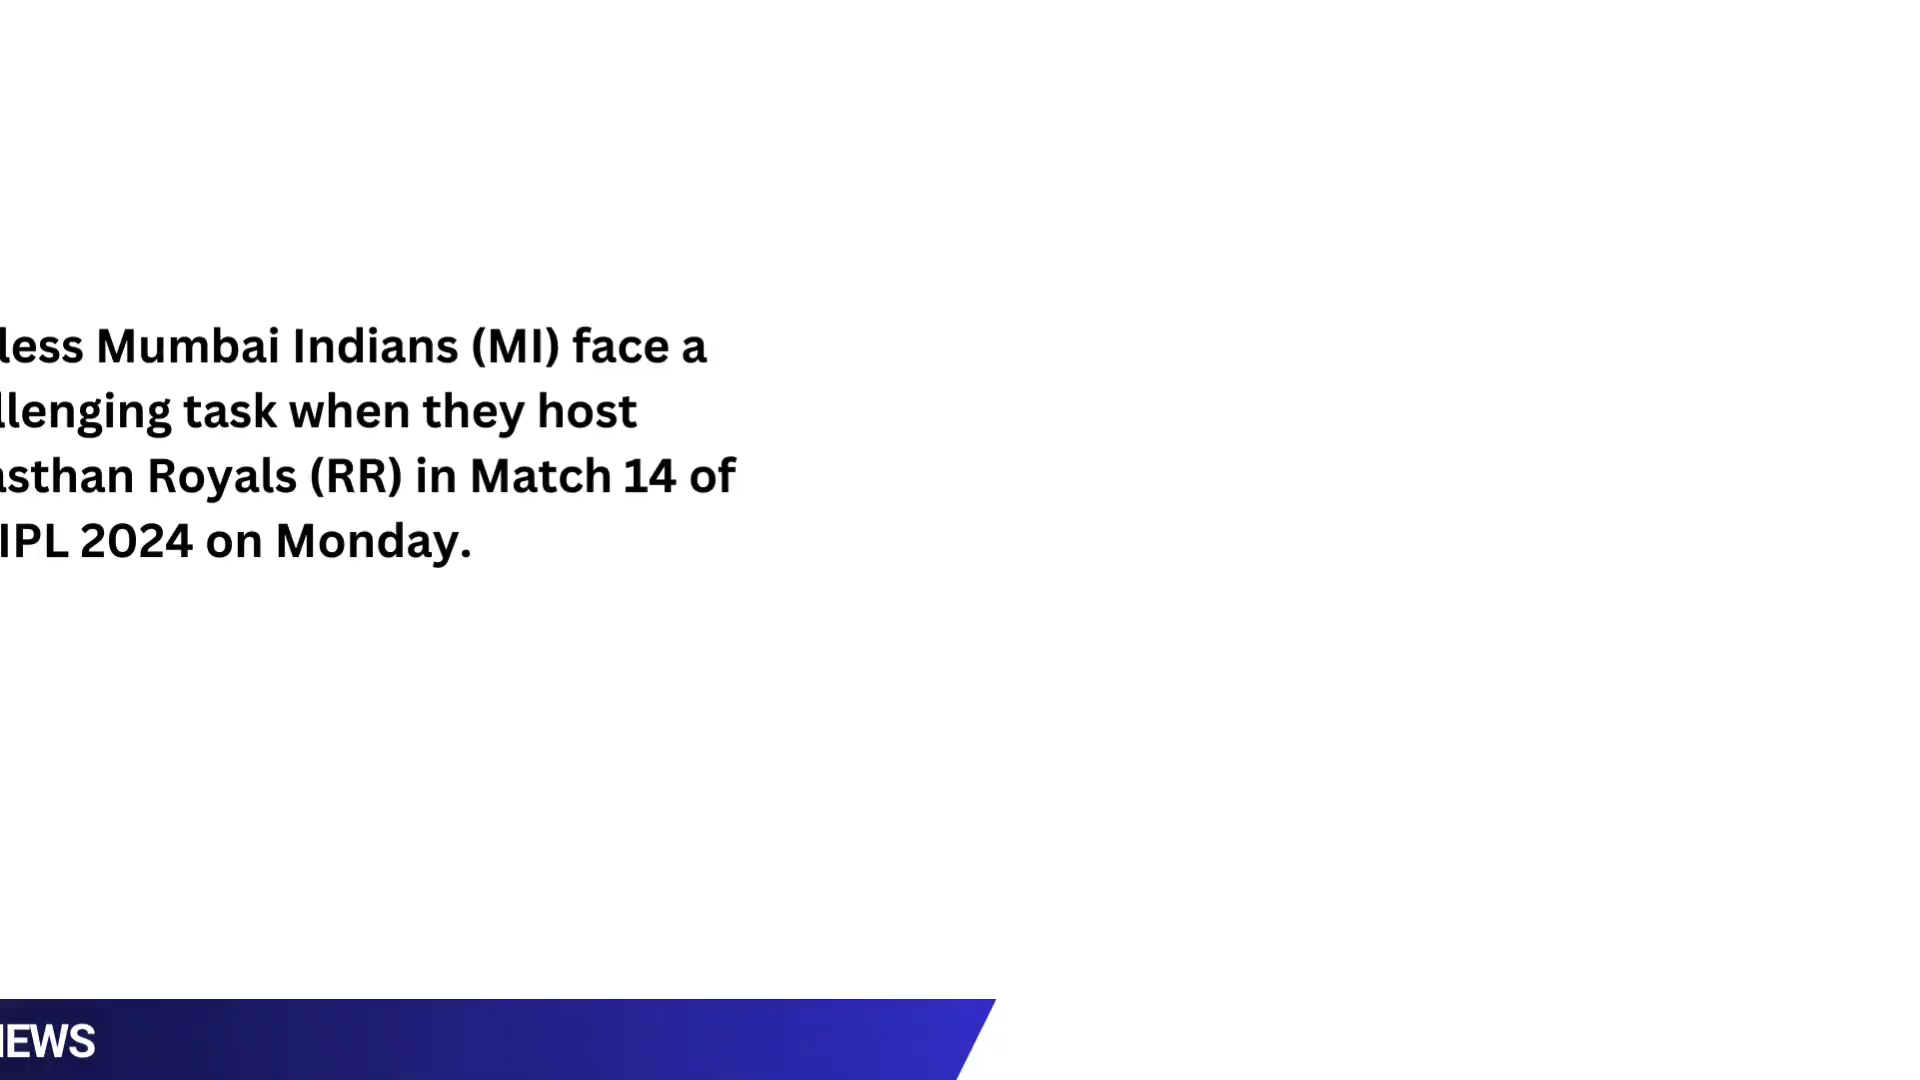 less Mumbai Indians (MI) face a
llenging task when they host
asthan Royals (RR) in Match 14 of
IPL 2024 on Monday.
EWS